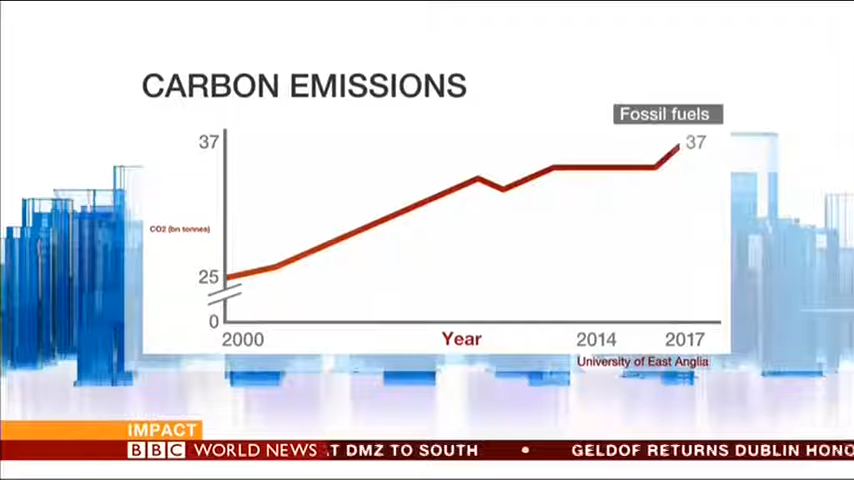 CARBON EMISSIONS
Fossil fuels
37
37
CO2 (bn tonnes)
25
0
2000
Year
2014
2017
University of East Anglia
IMPACT
BBC WORLD NEWS
T DMZ TO SOUTH • GELDOF RETURNS DUBLIN HONO